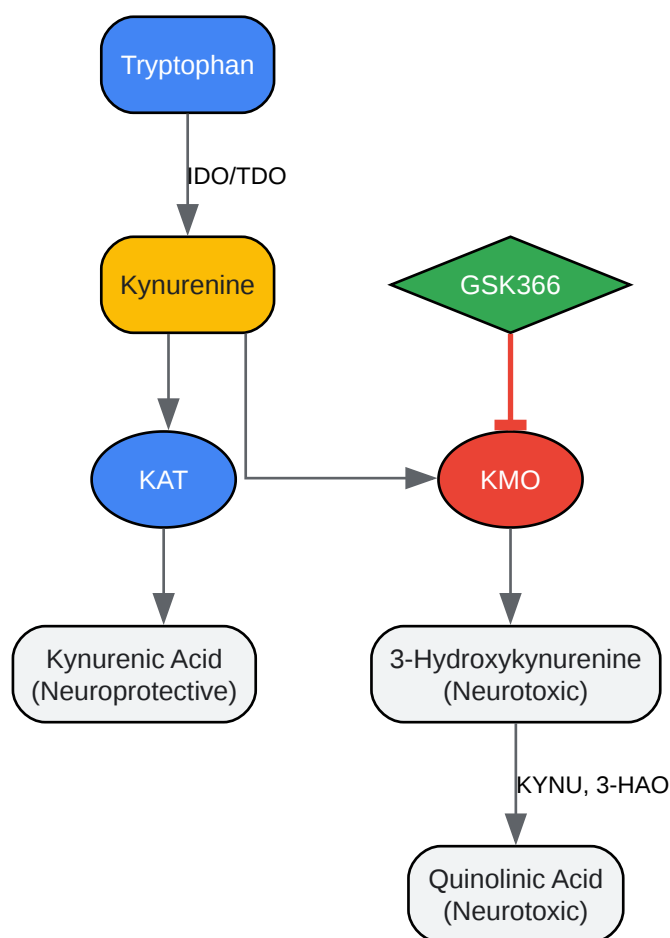 Tryptophan
IDO/TDO
Kynurenine
GSK366
KAT
KMO
Kynurenic Acid
(Neuroprotective)
3-Hydroxykynurenine
(Neurotoxic)
KYNU, 3-HAO
Quinolinic Acid
(Neurotoxic)